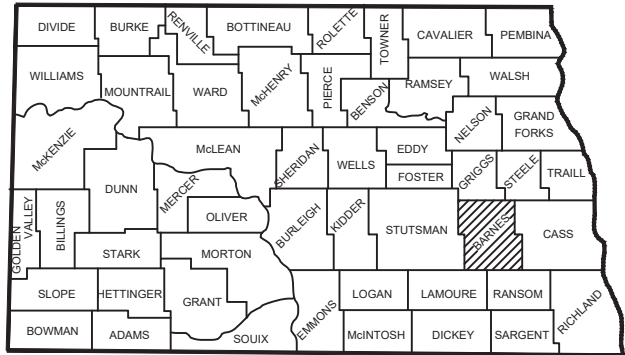 DIVIDE
BURKE
RENVILLE
BOTTINEAU
ROLETTE
TOWNER
CAVALIER
PEMBINA
WILLIAMS
MOUNTRAIL
WARD
McHENRY
PIERCE
BENSON
RAMSEY
WALSH
McKENZIE
McLEAN
SHERIDAN
WELLS
EDDY
FOSTER
NELSON
GRAND
FORKS
GRIGGS
STEELE
TRAILL
GOLDEN
VALLEY
BILLINGS
DUNN
MERCER
OLIVER
BURLEIGH
KIDDER
STUTSMAN
BARNES
CASS
STARK
MORTON
SLOPE
HETTINGER
GRANT
EMMONS
LOGAN
LAMOURE
RANSOM
RICHLAND
BOWMAN
ADAMS
SOUIX
McINTOSH
DICKEY
SARGENT